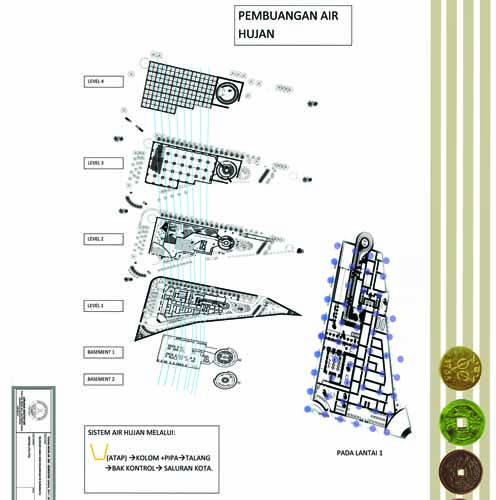 PEMBUANGAN AIR
HUJAN
LEVEL 4
LEVEL 3
LEVEL 2
LEVEL 1
BASEMENT 1
BASEMENT 2
SISTEM AIR HUJAN MELALUI:
(ATAP) →KOLOM +PIPA→TALANG
→BAK KONTROL→ SALURAN KOTA.
PADA LANTAI 1